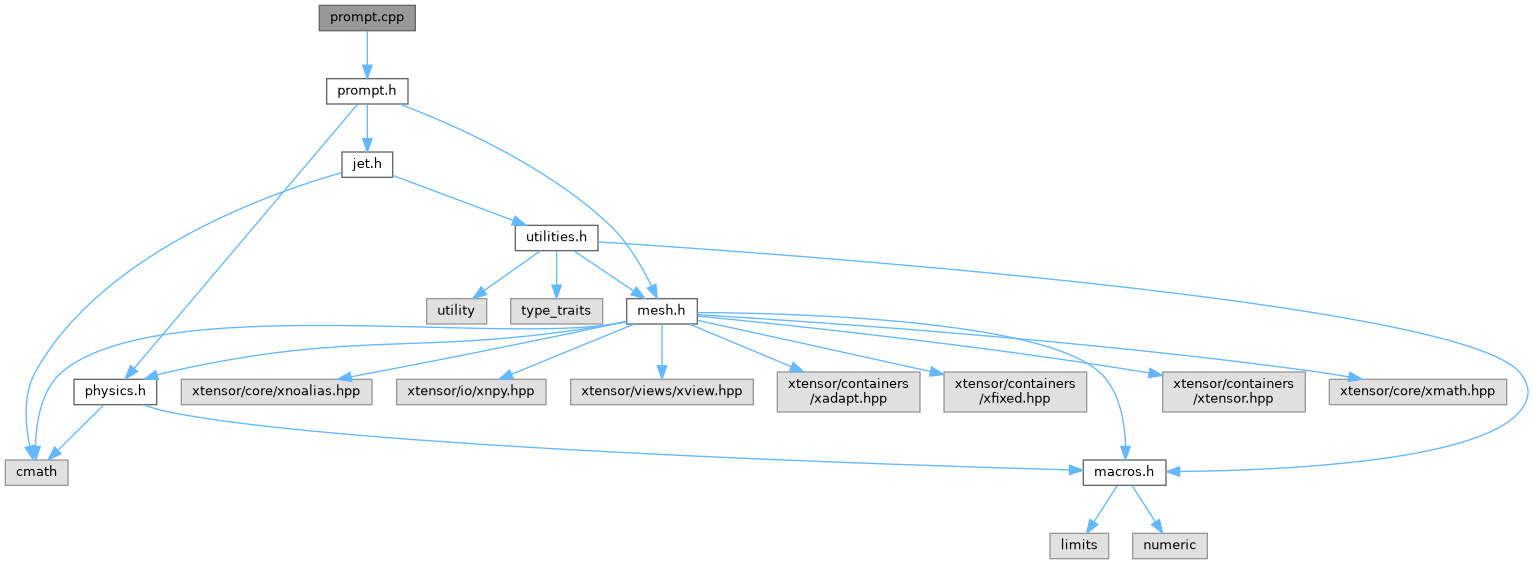 prompt.cpp
prompt.h
jet.h
utilities.h
utility
type_traits
mesh.h
physics.h
xtensor/core/xnoalias.hpp
xtensor/io/xnpy.hpp
xtensor/views/xview.hpp
xtensor/containers
/xadapt.hpp
xtensor/containers
/xfixed.hpp
xtensor/containers
/xtensor.hpp
xtensor/core/xmath.hpp
cmath
macros.h
limits
numeric